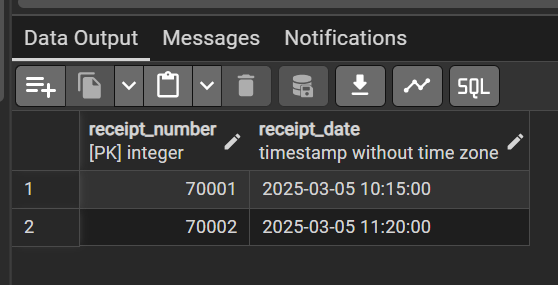 Data Output Messages Notifications
SQL
receipt_number receipt_date
[PK] integer timestamp without time zone
1 70001 2025-03-05 10:15:00
2 70002 2025-03-05 11:20:00